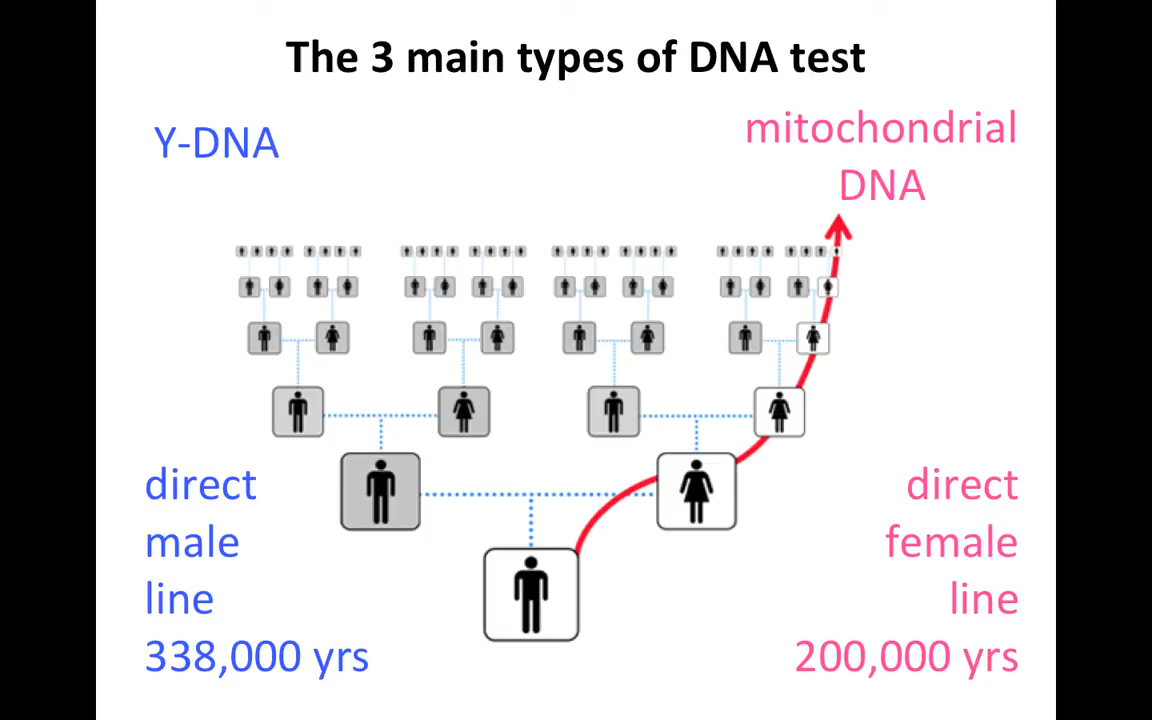 The 3 main types of DNA test
Y-DNA
mitochondrial
DNA
direct
male
line
338,000 yrs
direct
female
line
200,000 yrs